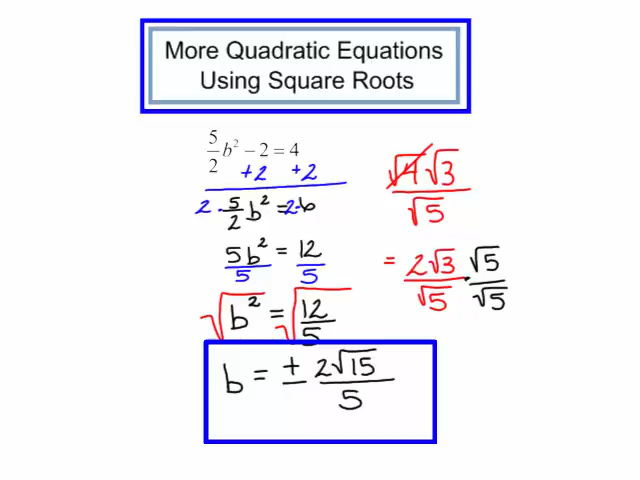 More Quadratic Equations
Using Square Roots
5/2 b² − 2 = 4
+2 +2
2 · 5/2 b² = 2 · 6
5b² = 12
5 5
√b² = √12/5
b = ± 2√15/5
√4 √3 / √5
= 2√3/√5 · √5/√5